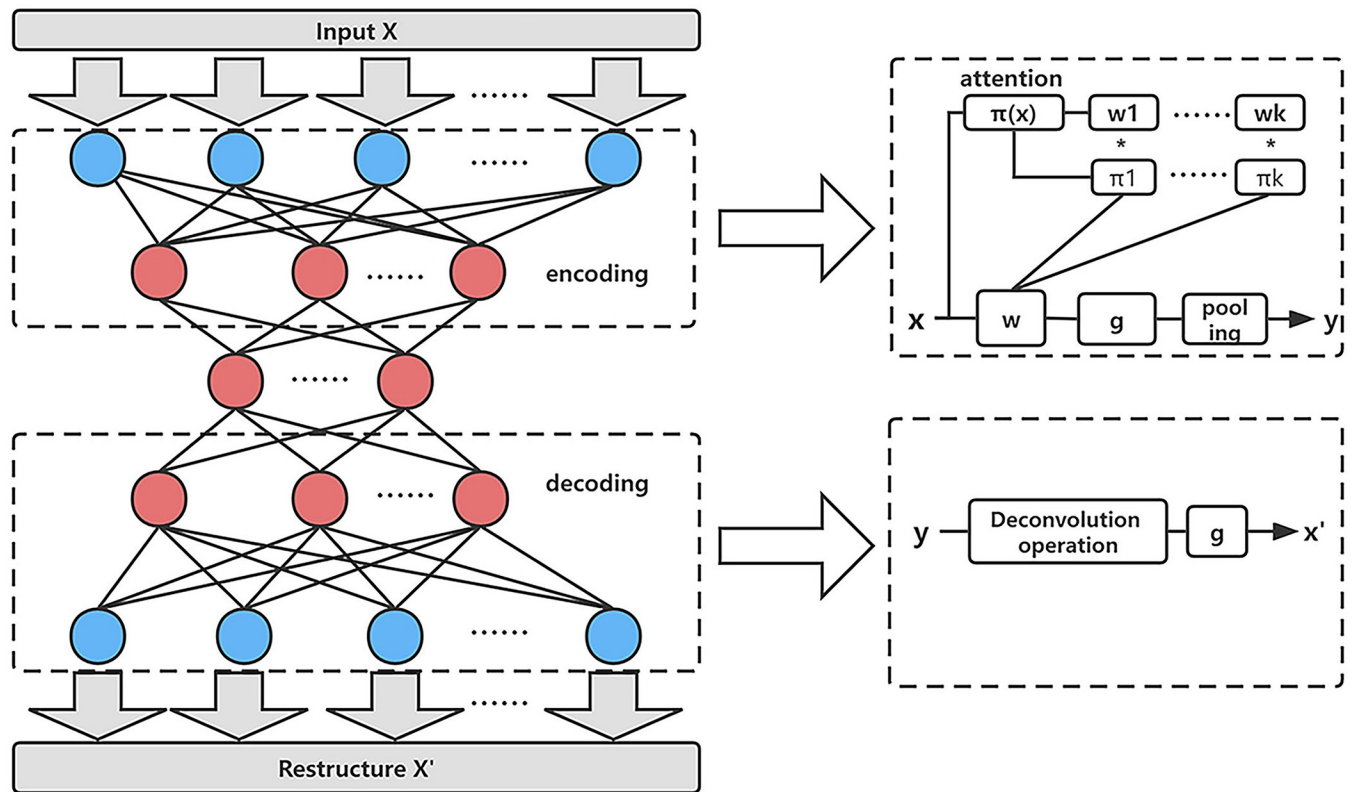 Input X
......
......
......
encoding
......
......
decoding
......
......
Restructure X'
attention
π(x)
w1
......
wk
*
*
π1
......
πk
x
w
g
pool
ing
y
y
Deconvolution
operation
g
x'